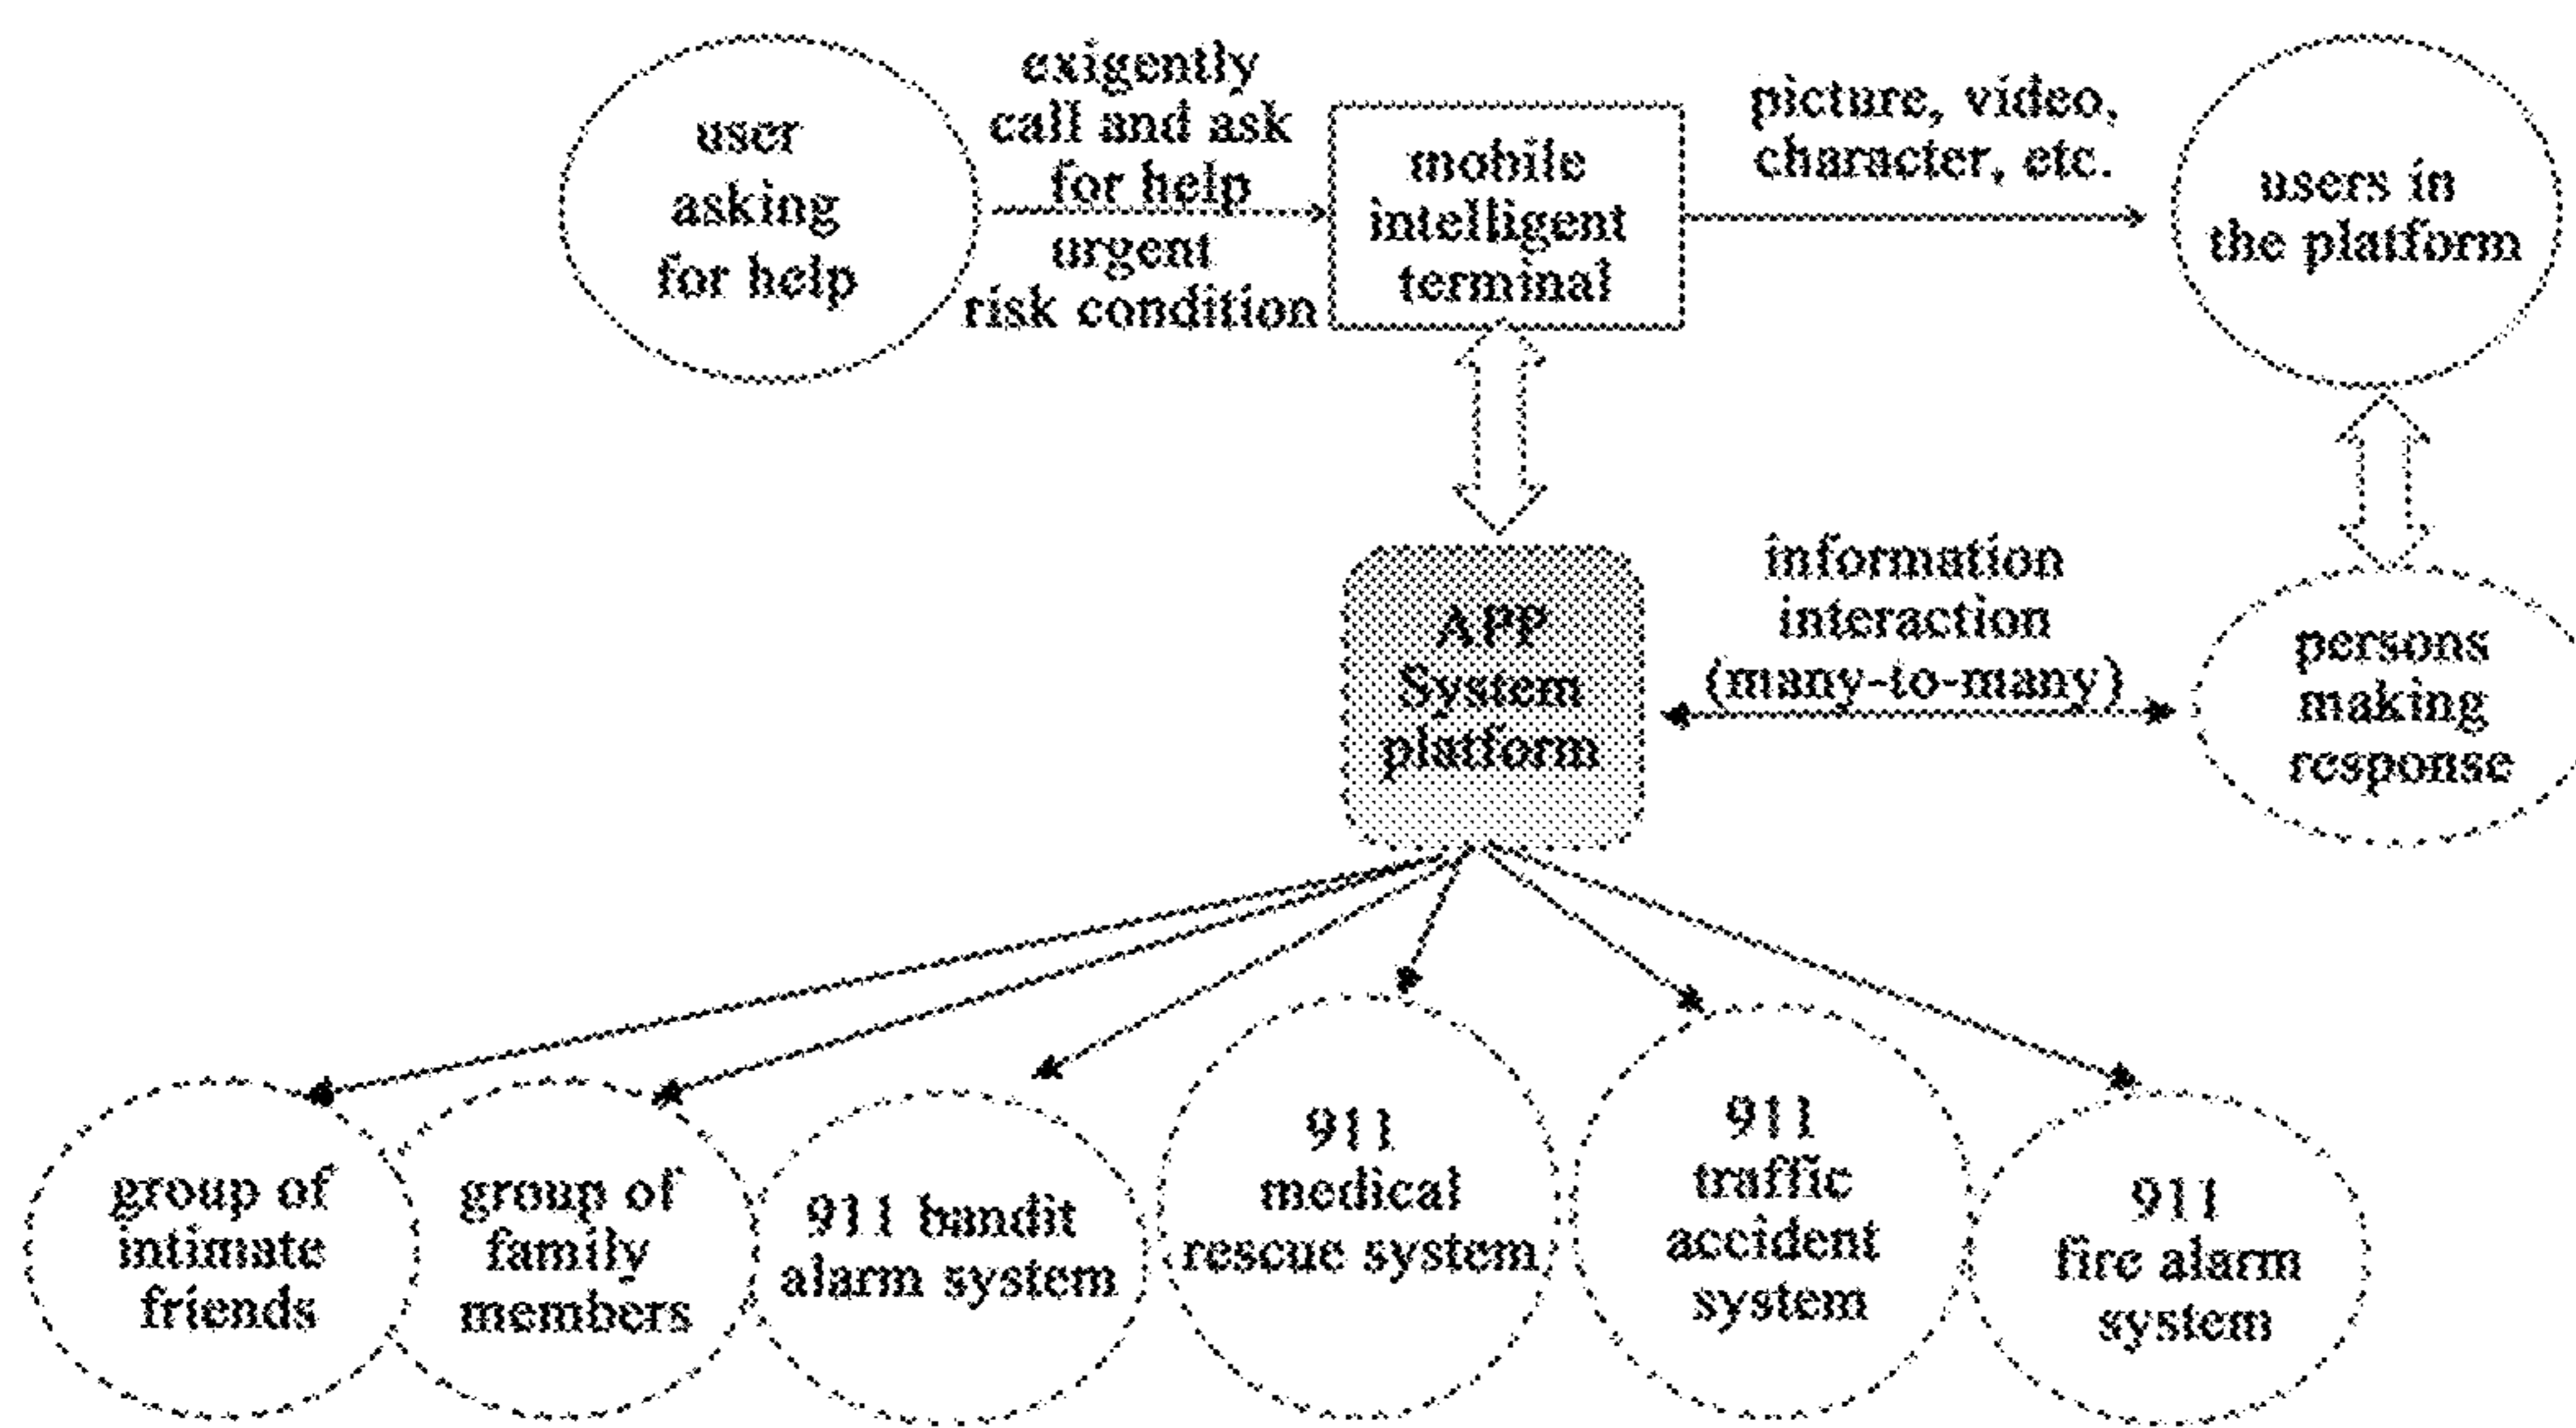 user
asking
for help
exigently
call and ask
for help
urgent
risk condition
mobile
intelligent
terminal
picture, video,
character, etc.
users in
the platform
APP
System
platform
information
interaction
(many-to-many)
persons
making
response
group of
intimate
friends
group of
family
members
911 bandit
alarm system
911
medical
rescue system
911
traffic
accident
system
911
fire alarm
system